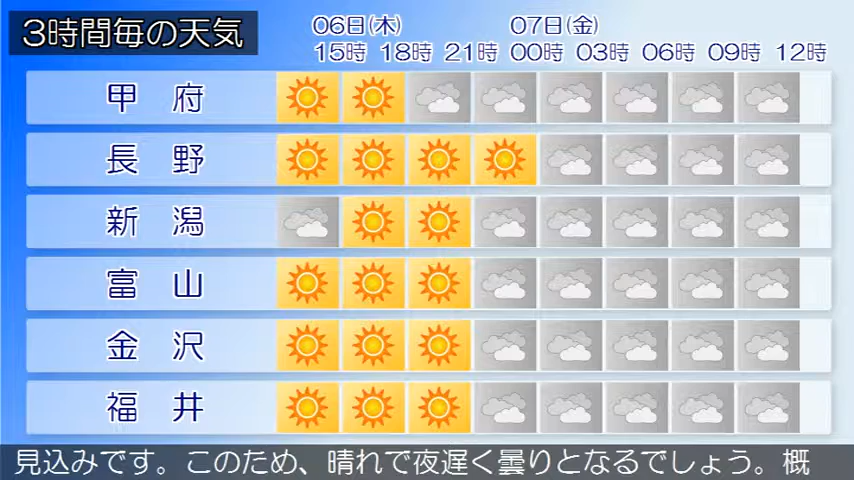 3時間毎の天気
06日(木) 07日(金)
15時 18時 21時 00時 03時 06時 09時 12時
甲府
長野
新潟
富山
金沢
福井
見込みです。このため、晴れで夜遅く曇りとなるでしょう。概